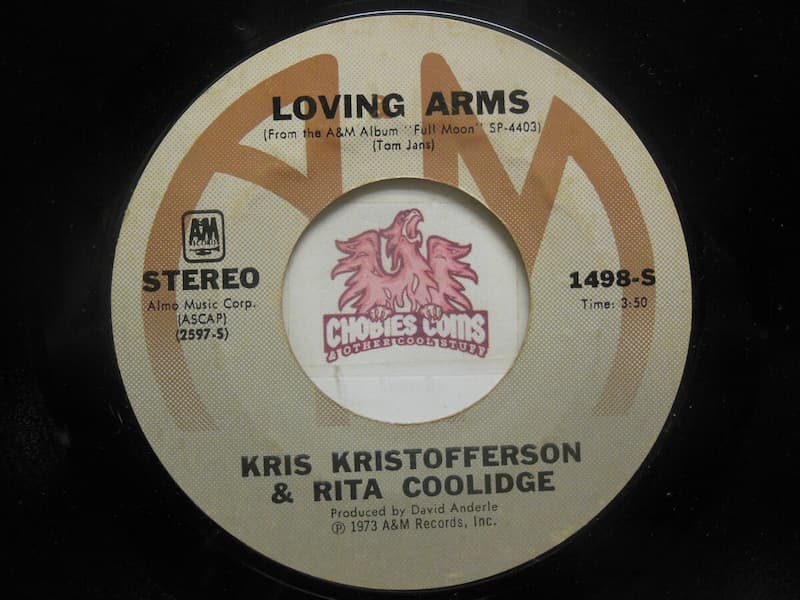 LOVING ARMS
(From the A&M Album "Full Moon" SP-4403)
(Tom Jans)
A&M
A&M
RECORDS
STEREO
Almo Music Corp.
(ASCAP)
(2597-S)
1498-S
Time: 3:50
CHOBIES COMS
& OTHER COOL STUFF
KRIS KRISTOFFERSON
& RITA COOLIDGE
Produced by David Anderle
℗ 1973 A&M Records, Inc.